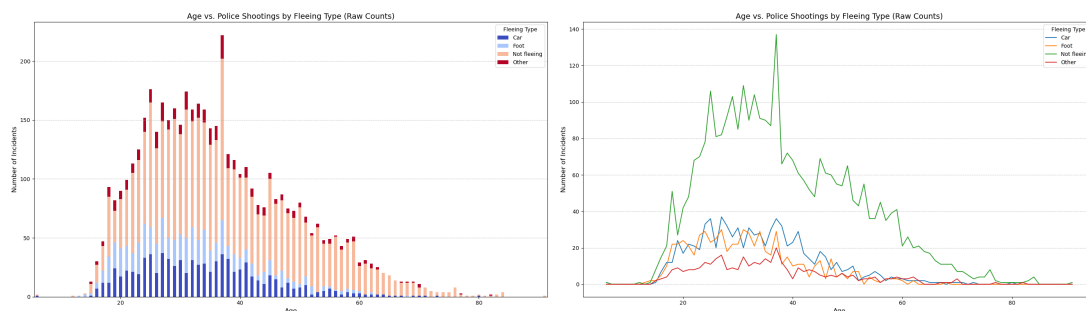 Age vs. Police Shootings by Fleeing Type (Raw Counts)
Fleeing Type
Car
Foot
Not fleeing
Other
Number of Incidents
200
150
100
50
0
20
40
60
80
Age
Age vs. Police Shootings by Fleeing Type (Raw Counts)
Fleeing Type
Car
Foot
Not fleeing
Other
Number of Incidents
140
120
100
80
60
40
20
0
20
40
60
80
Age